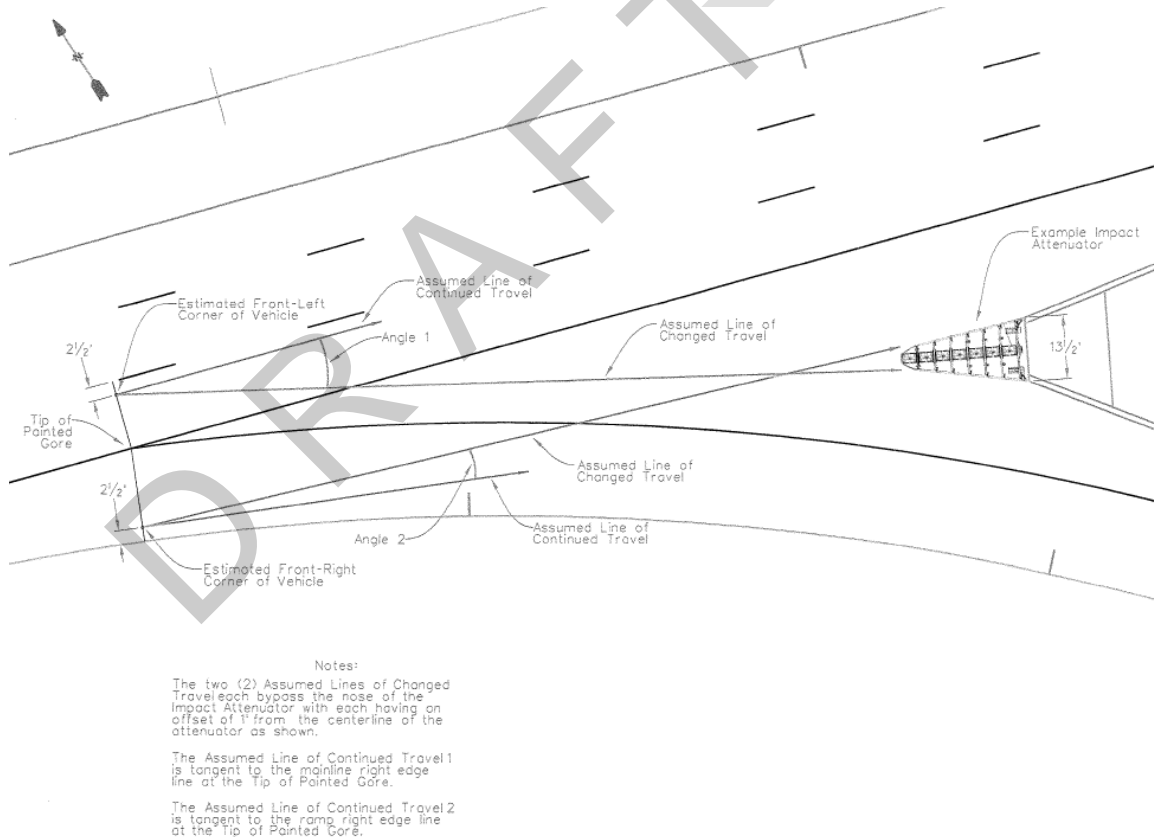 DRAFT
N
Example Impact
Attenuator
Assumed Line of
Continued Travel
Estimated Front-Left
Corner of Vehicle
Angle 1
Assumed Line of
Changed Travel
2½'
13½'
Tip of
Painted
Gore
Assumed Line of
Changed Travel
2½'
Angle 2
Assumed Line of
Continued Travel
Estimated Front-Right
Corner of Vehicle
Notes:
The two (2) Assumed Lines of Changed
Travel each bypass the nose of the
Impact Attenuator with each having an
offset of 1' from the centerline of the
attenuator as shown.
The Assumed Line of Continued Travel 1
is tangent to the mainline right edge
line at the Tip of Painted Gore.
The Assumed Line of Continued Travel 2
is tangent to the ramp right edge line
at the Tip of Painted Gore.